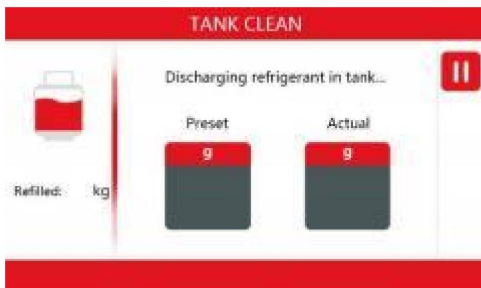 TANK CLEAN
Discharging refrigerant in tank...
Preset Actual
g g
Refilled: kg